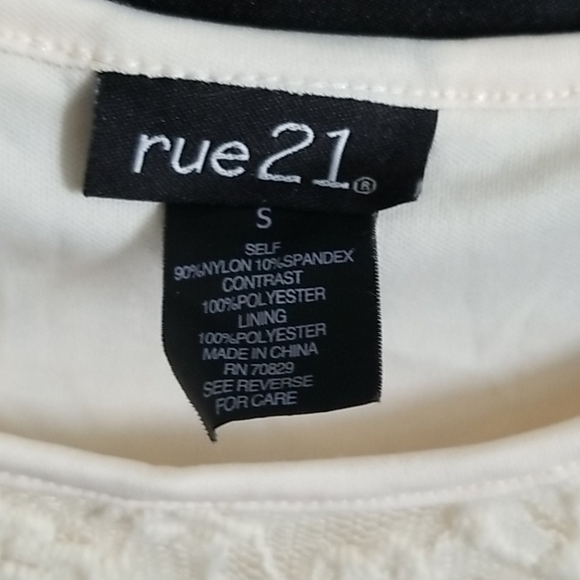 rue21®
S
SELF
90%NYLON 10%SPANDEX
CONTRAST
100%POLYESTER
LINING
100%POLYESTER
MADE IN CHINA
RN 70829
SEE REVERSE
FOR CARE